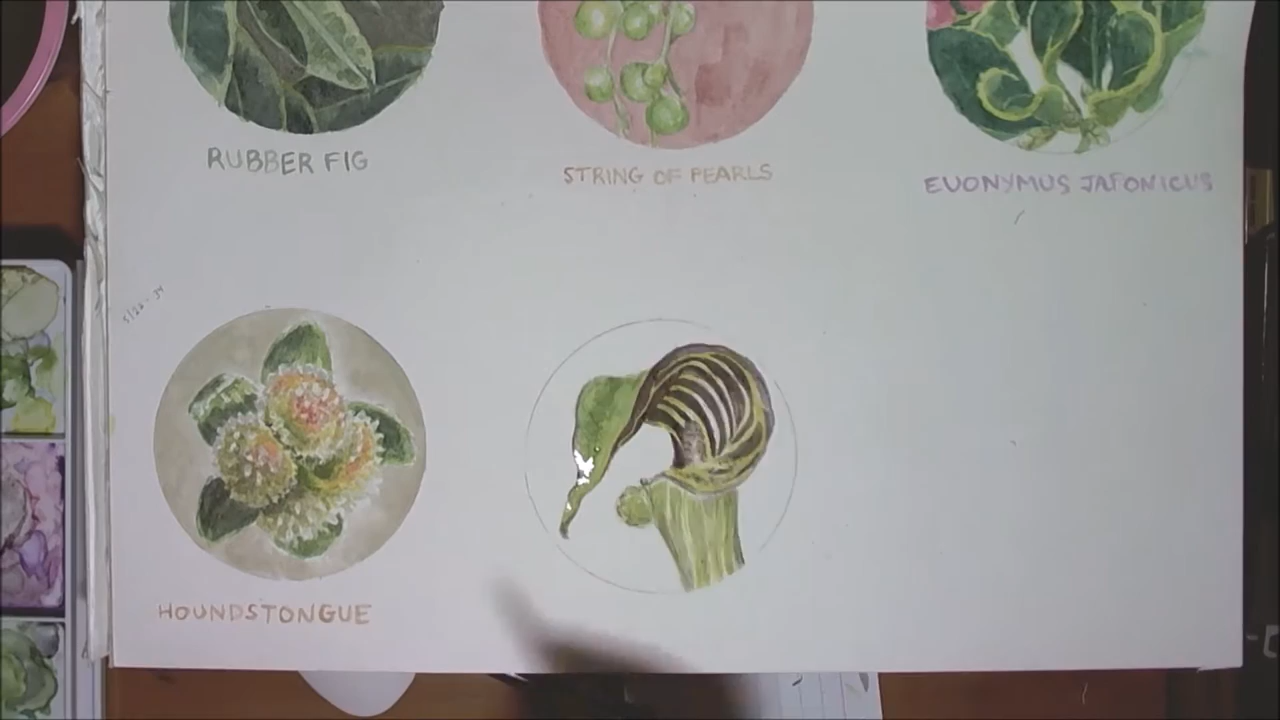 RUBBER FIG
STRING OF PEARLS
EUONYMUS JAPONICUS
HOUNDSTONGUE